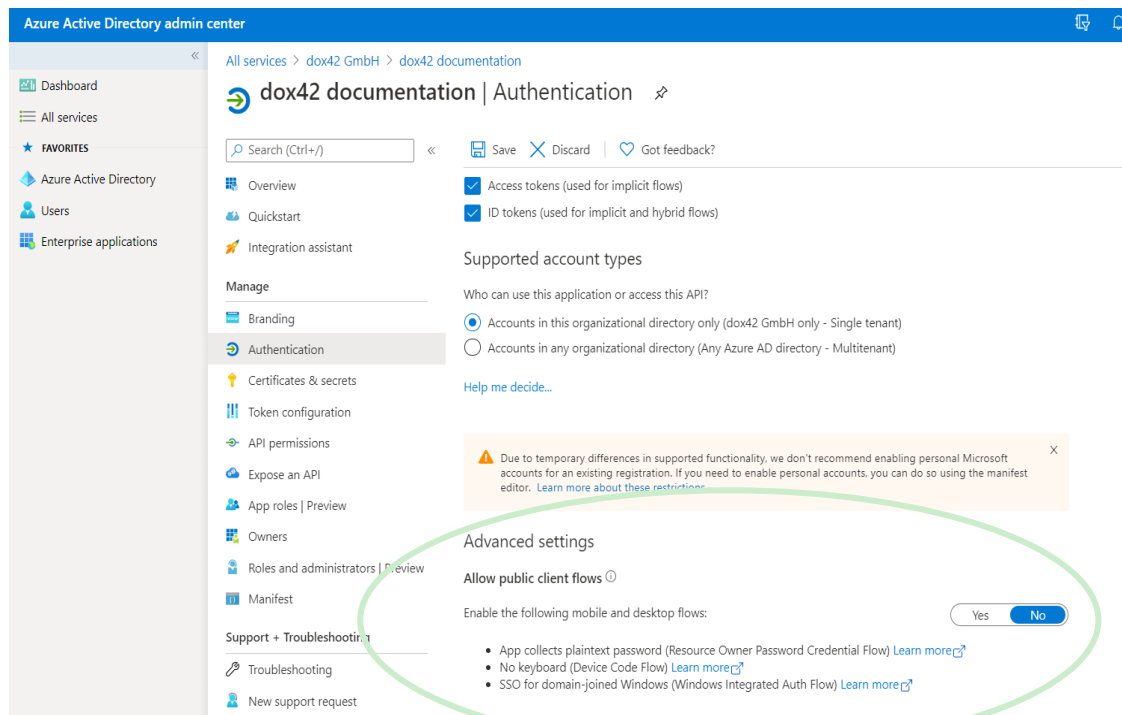 Azure Active Directory admin center
«
Dashboard
All services
FAVORITES
Azure Active Directory
Users
Enterprise applications
All services > dox42 GmbH > dox42 documentation
dox42 documentation | Authentication
Search (Ctrl+/)
«
Overview
Quickstart
Integration assistant
Manage
Branding
Authentication
Certificates & secrets
Token configuration
API permissions
Expose an API
App roles | Preview
Owners
Roles and administrators | Preview
Manifest
Support + Troubleshooting
Troubleshooting
New support request
Save Discard Got feedback?
Access tokens (used for implicit flows)
ID tokens (used for implicit and hybrid flows)
Supported account types
Who can use this application or access this API?
Accounts in this organizational directory only (dox42 GmbH only - Single tenant)
Accounts in any organizational directory (Any Azure AD directory - Multitenant)
Help me decide...
Due to temporary differences in supported functionality, we don't recommend enabling personal Microsoft
accounts for an existing registration. If you need to enable personal accounts, you can do so using the manifest
editor. Learn more about these restrictions.
Advanced settings
Allow public client flows
Enable the following mobile and desktop flows:
Yes No
• App collects plaintext password (Resource Owner Password Credential Flow) Learn more
• No keyboard (Device Code Flow) Learn more
• SSO for domain-joined Windows (Windows Integrated Auth Flow) Learn more